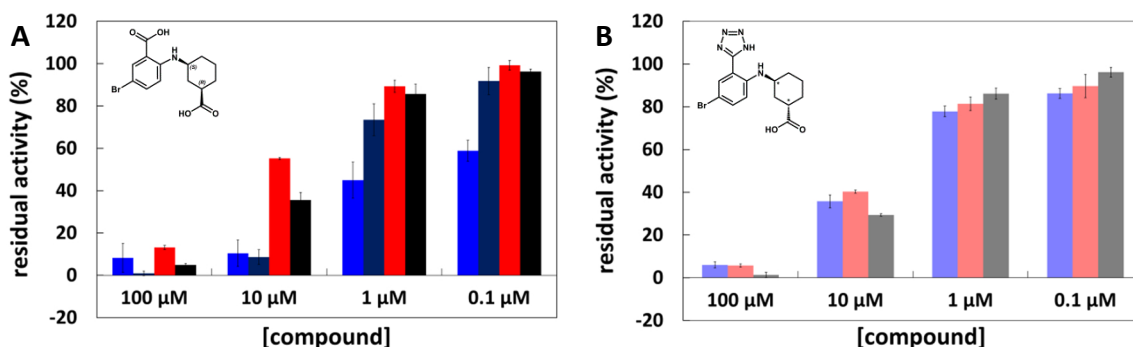 A
residual activity (%)
120
100
80
60
40
20
0
-20
HO
O
H
N
(S)
(R)
Br
HO
O
100 µM
10 µM
1 µM
0.1 µM
[compound]
B
residual activity (%)
120
100
80
60
40
20
0
-20
N
N
N
NH
H
N
Br
HO
O
100 µM
10 µM
1 µM
0.1 µM
[compound]